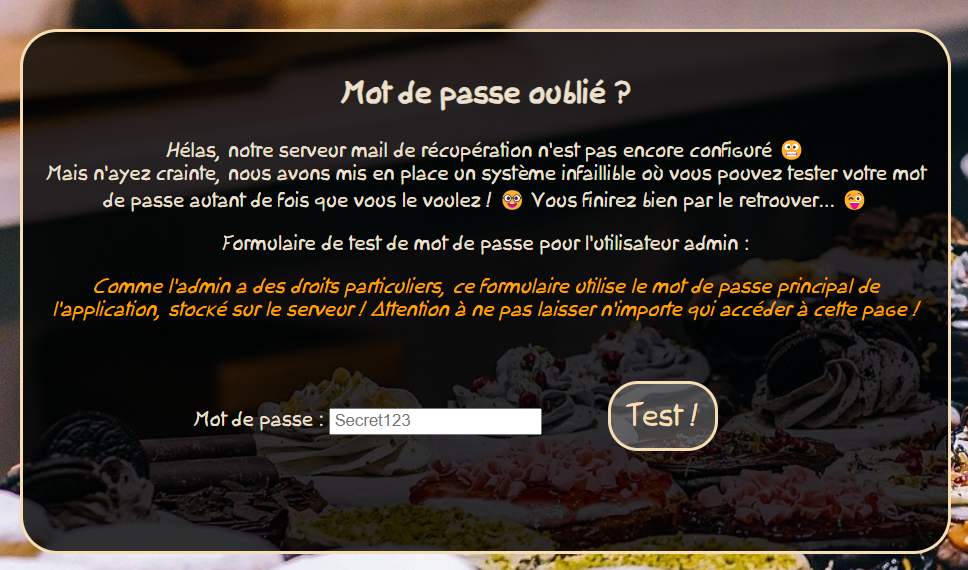 Mot de passe oublié ?
Hélas, notre serveur mail de récupération n'est pas encore configuré 😬
Mais n'ayez crainte, nous avons mis en place un système infaillible où vous pouvez tester votre mot
de passe autant de fois que vous le voulez ! 🤓 Vous finirez bien par le retrouver... 😜
Formulaire de test de mot de passe pour l'utilisateur admin :
Comme l'admin a des droits particuliers, ce formulaire utilise le mot de passe principal de
l'application, stocké sur le serveur ! Attention à ne pas laisser n'importe qui accéder à cette page !
Mot de passe : Secret123 Test !